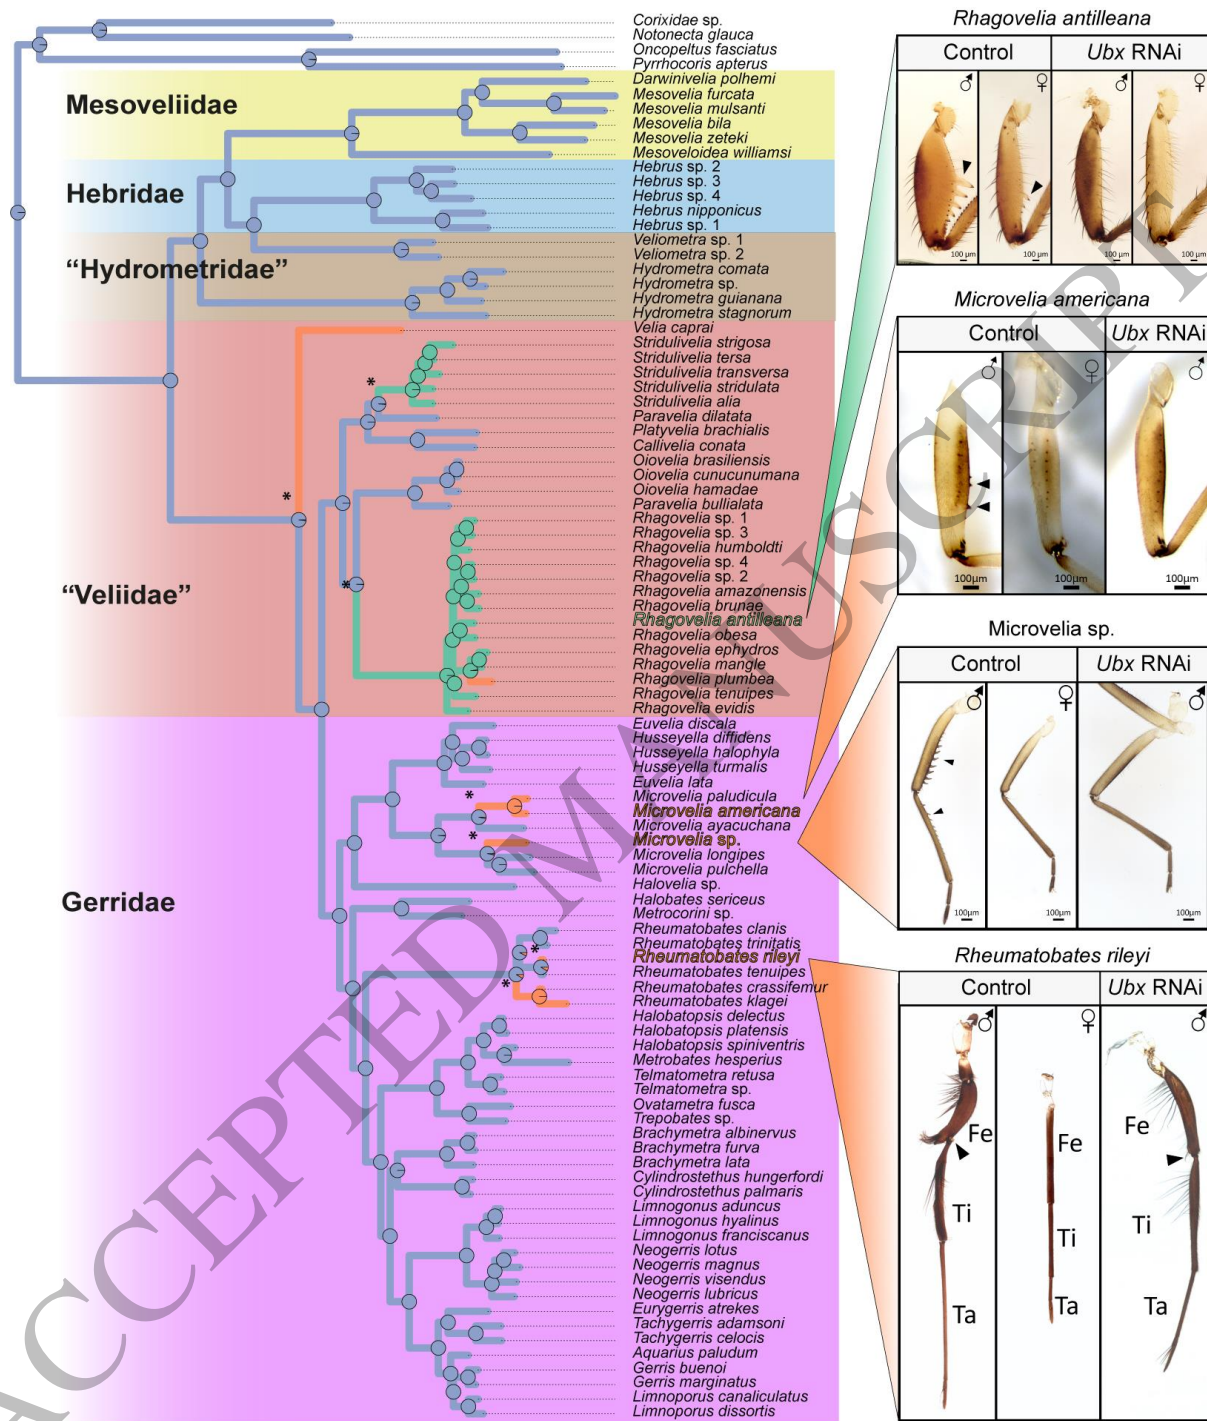 Corixidae sp.
Notonecta glauca
Oncopeltus fasciatus
Pyrrhocoris apterus
Mesoveliidae
Darwinivelia polhemi
Mesovelia furcata
Mesovelia mulsanti
Mesovelia bila
Mesovelia zeteki
Mesoveloidea williamsi
Hebridae
Hebrus sp. 2
Hebrus sp. 3
Hebrus sp. 4
Hebrus nipponicus
Hebrus sp. 1
“Hydrometridae”
Veliometra sp. 1
Veliometra sp. 2
Hydrometra comata
Hydrometra sp.
Hydrometra guianana
Hydrometra stagnorum
“Veliidae”
Velia caprai
Stridulivelia strigosa
Stridulivelia tersa
Stridulivelia transversa
*
Stridulivelia stridulata
Stridulivelia alia
Paravelia dilatata
Platyvelia brachialis
Callivelia conata
Oiovelia brasiliensis
Oiovelia cunucunumana
*
Oiovelia hamadae
Paravelia bullialata
Rhagovelia sp. 1
Rhagovelia sp. 3
Rhagovelia humboldti
Rhagovelia sp. 4
Rhagovelia sp. 2
*
Rhagovelia amazonensis
Rhagovelia brunae
Rhagovelia antilleana
Rhagovelia obesa
Rhagovelia ephydros
Rhagovelia mangle
Rhagovelia plumbea
Rhagovelia tenuipes
Rhagovelia evidis
Gerridae
Euvelia discala
Husseyella diffidens
Husseyella halophyla
Husseyella turmalis
Euvelia lata
*
Microvelia paludicula
Microvelia americana
Microvelia ayacuchana
*
Microvelia sp.
Microvelia longipes
Microvelia pulchella
Halovelia sp.
Halobates sericeus
Metrocorini sp.
Rheumatobates clanis
Rheumatobates trinitatis
*
Rheumatobates rileyi
Rheumatobates tenuipes
*
Rheumatobates crassifemur
Rheumatobates klagei
Halobatopsis delectus
Halobatopsis platensis
Halobatopsis spiniventris
Metrobates hesperius
Telmatometra retusa
Telmatometra sp.
Ovatametra fusca
Trepobates sp.
Brachymetra albinervus
Brachymetra furva
Brachymetra lata
Cylindrostethus hungerfordi
Cylindrostethus palmaris
Limnogonus aduncus
Limnogonus hyalinus
Limnogonus franciscanus
Neogerris lotus
Neogerris magnus
Neogerris visendus
Neogerris lubricus
Eurygerris atrekes
Tachygerris adamsoni
Tachygerris celocis
Aquarius paludum
Gerris buenoi
Gerris marginatus
Limnoporus canaliculatus
Limnoporus dissortis
Rhagovelia antilleana
Control Ubx RNAi
♂ ♀ ♂ ♀
100 µm 100 µm 100 µm 100 µm
Microvelia americana
Control Ubx RNAi
♂ ♀ ♂
100µm 100µm 100µm
Microvelia sp.
Control Ubx RNAi
♂ ♀ ♂
100µm 100µm 100µm
Rheumatobates rileyi
Control Ubx RNAi
♂ ♀ ♂
Fe Fe Fe
Ti Ti Ti
Ta Ta Ta
ACCEPTED MANUSCRIPT